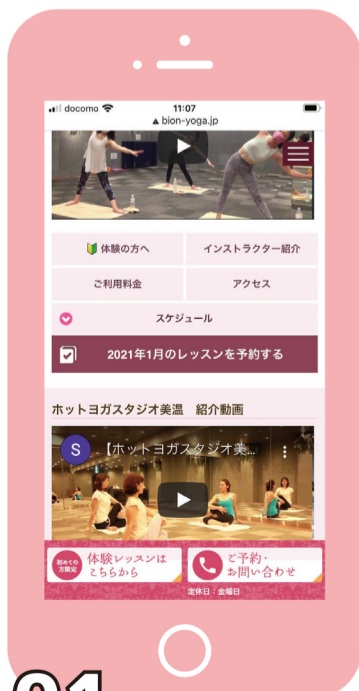 docomo 11:07
▲ bion-yoga.jp
体験の方へ インストラクター紹介
ご利用料金 アクセス
スケジュール
2021年1月のレッスンを予約する
ホットヨガスタジオ美温 紹介動画
S 【ホットヨガスタジオ美...
初めての方限定 体験レッスンはこちらから
ご予約・お問い合わせ
定休日:金曜日
01